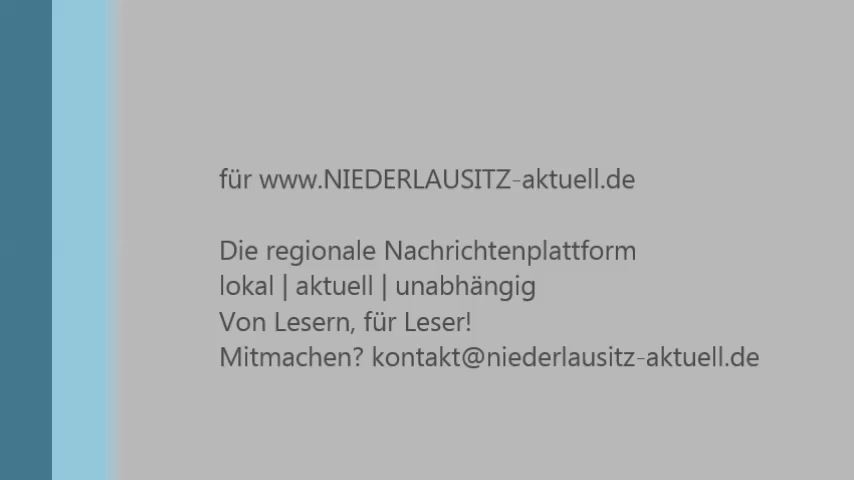 für www.NIEDERLAUSITZ-aktuell.de
Die regionale Nachrichtenplattform
lokal | aktuell | unabhängig
Von Lesern, für Leser!
Mitmachen? kontakt@niederlausitz-aktuell.de